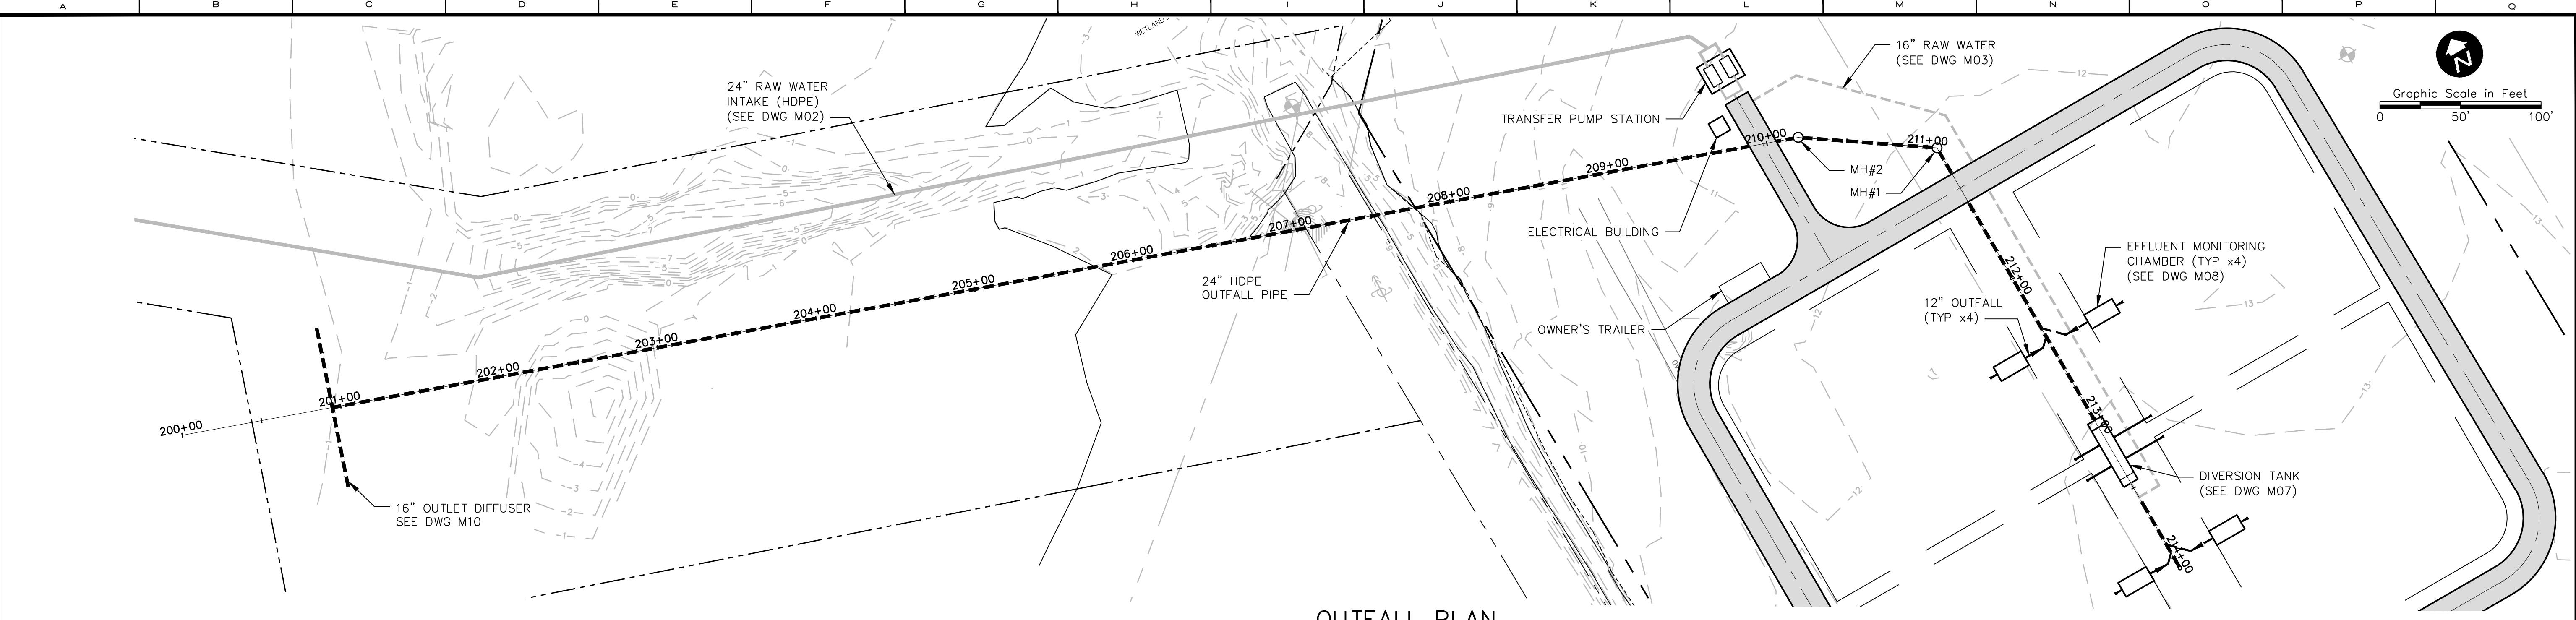 A B C D E F G H I J K L M N O P Q
WETLANDS
24" RAW WATER
INTAKE (HDPE)
(SEE DWG M02)
16" RAW WATER
(SEE DWG M03)
N
Graphic Scale in Feet
0 50' 100'
TRANSFER PUMP STATION
MH#2
MH#1
ELECTRICAL BUILDING
EFFLUENT MONITORING
CHAMBER (TYP x4)
(SEE DWG M08)
24" HDPE
OUTFALL PIPE
12" OUTFALL
(TYP x4)
OWNER'S TRAILER
16" OUTLET DIFFUSER
SEE DWG M10
DIVERSION TANK
(SEE DWG M07)
200+00
201+00
202+00
203+00
204+00
205+00
206+00
207+00
208+00
209+00
210+00
211+00
212+00
213+00
214+00
OUTFALL PLAN